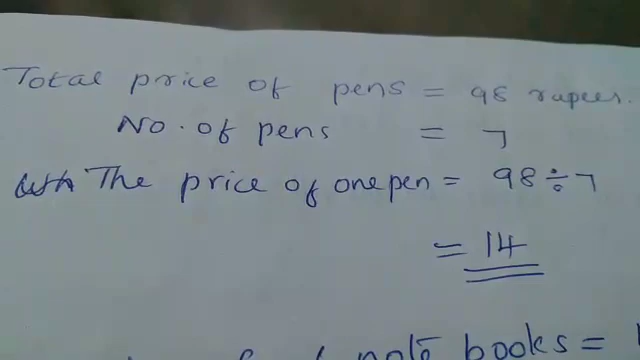 Total price of pens = 98 rupees.
No. of pens = 7
The price of one pen = 98 ÷ 7
= 14
note books =